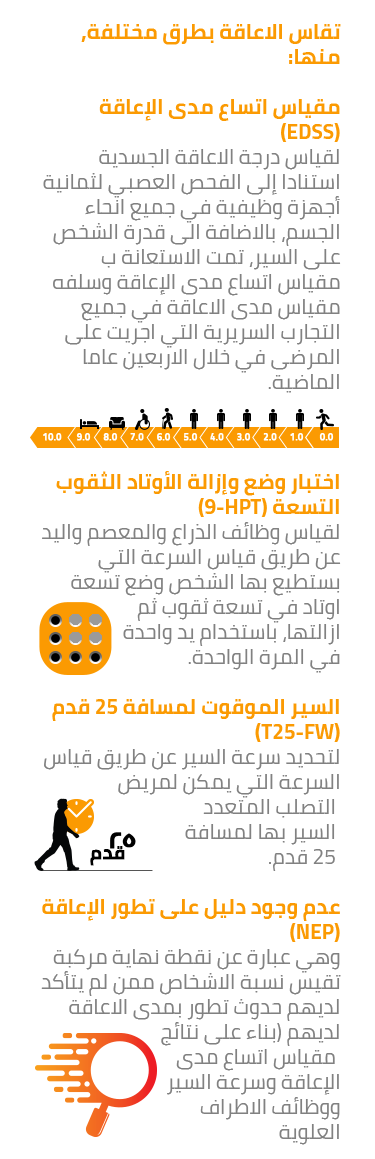 تقاس الاعاقة بطرق مختلفة,
منها:
مقياس اتساع مدى الإعاقة
(EDSS)
لقياس درجة الاعاقة الجسدية
استنادا إلى الفحص العصبي لثمانية
أجهزة وظيفية في جميع انحاء
الجسم, بالاضافة الى قدرة الشخص
على السير, تمت الاستعانة ب
مقياس اتساع مدى الإعاقة وسلفه
مقياس مدى الاعاقة في جميع
التجارب السريرية التي اجريت على
المرضى في خلال الاربعين عاما
الماضية.
10.0 9.0 8.0 7.0 6.0 5.0 4.0 3.0 2.0 1.0 0.0
اختبار وضع وإزالة الأوتاد الثقوب
التسعة (9-HPT)
لقياس وظائف الذراع والمعصم واليد
عن طريق قياس السرعة التي
بستطيع بها الشخص وضع تسعة
اوتاد في تسعة ثقوب ثم
ازالتها, باستخدام يد واحدة
في المرة الواحدة.
السير الموقوت لمسافة 25 قدم
(T25-FW)
لتحديد سرعة السير عن طريق قياس
السرعة التي يمكن لمريض
التصلب المتعدد
السير بها لمسافة
25 قدم.
٢٥
قدم
عدم وجود دليل على تطور الإعاقة
(NEP)
وهي عبارة عن نقطة نهاية مركبة
تقيس نسبة الاشخاص ممن لم يتأكد
لديهم حدوث تطور بمدى الاعاقة
لديهم (بناء على نتائج
مقياس اتساع مدى
الإعاقة وسرعة السير
ووظائف الاطراف
العلوية